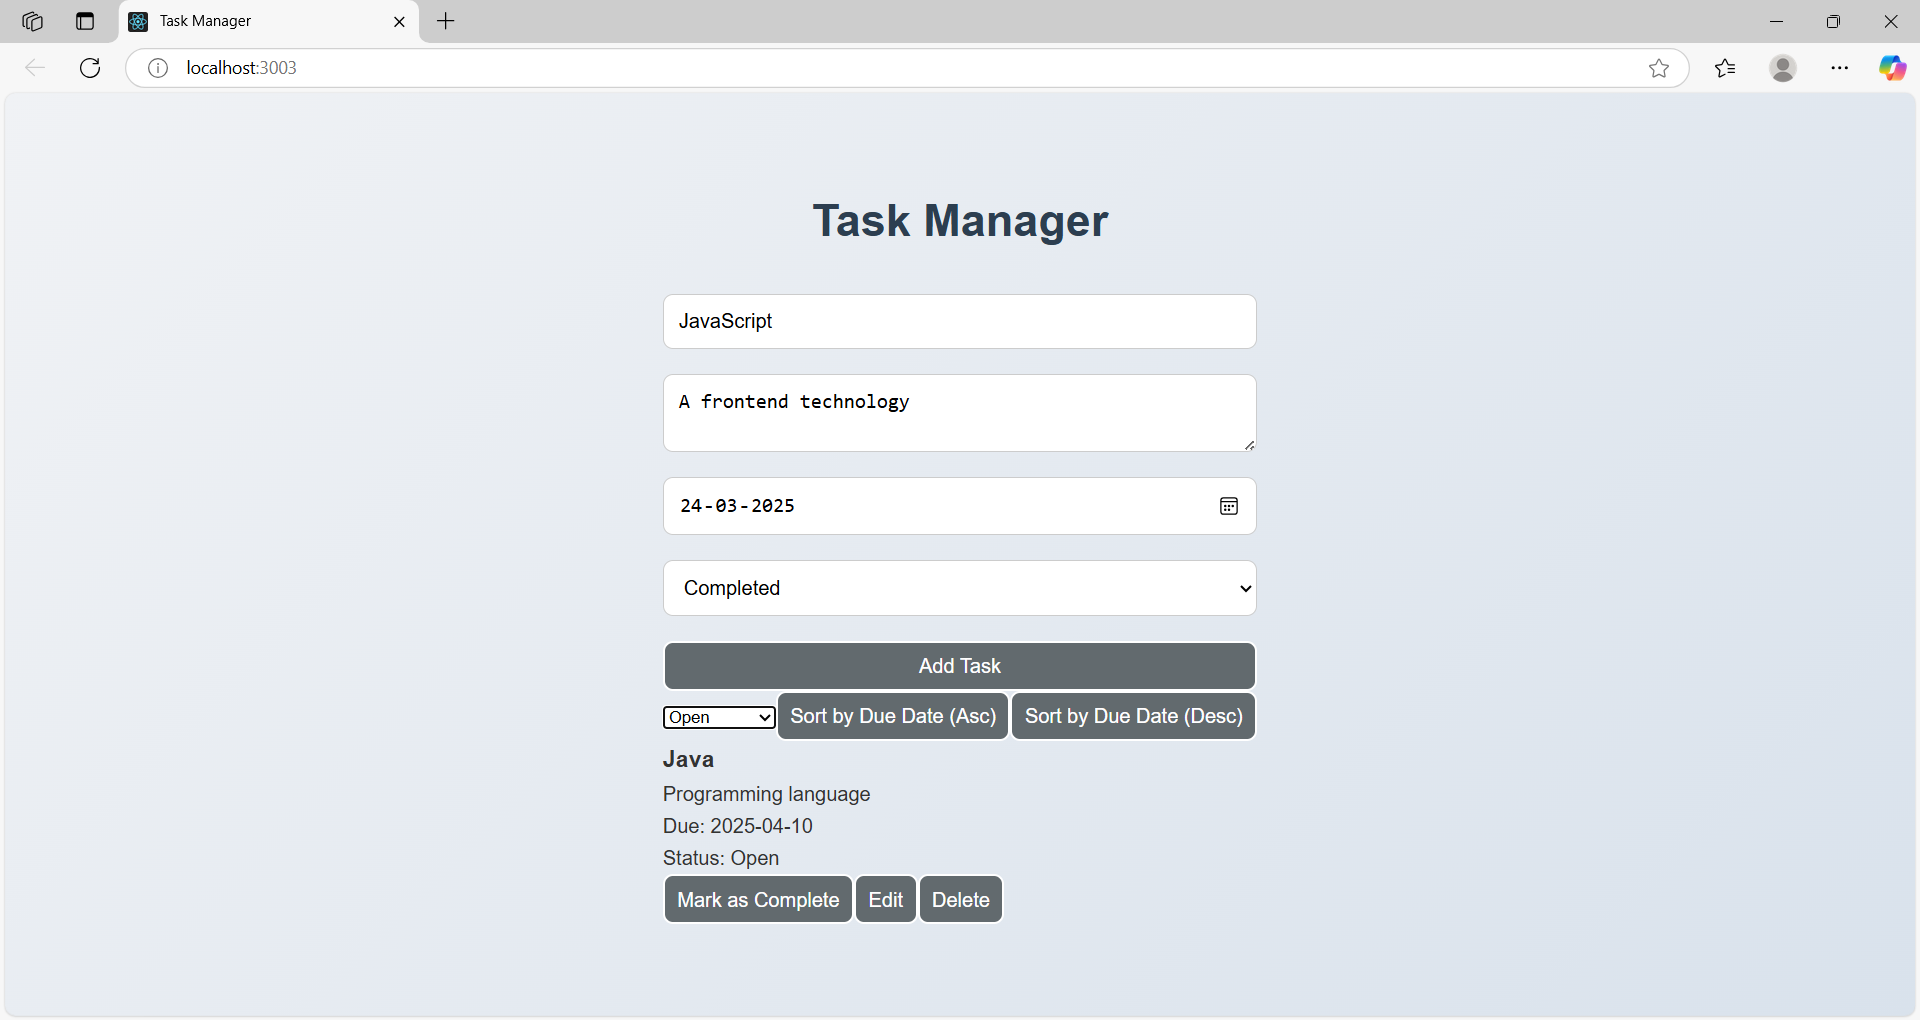 Task Manager
localhost:3003
Task Manager
JavaScript
A frontend technology
24-03-2025
Completed
Add Task
Open Sort by Due Date (Asc) Sort by Due Date (Desc)
Java
Programming language
Due: 2025-04-10
Status: Open
Mark as Complete Edit Delete